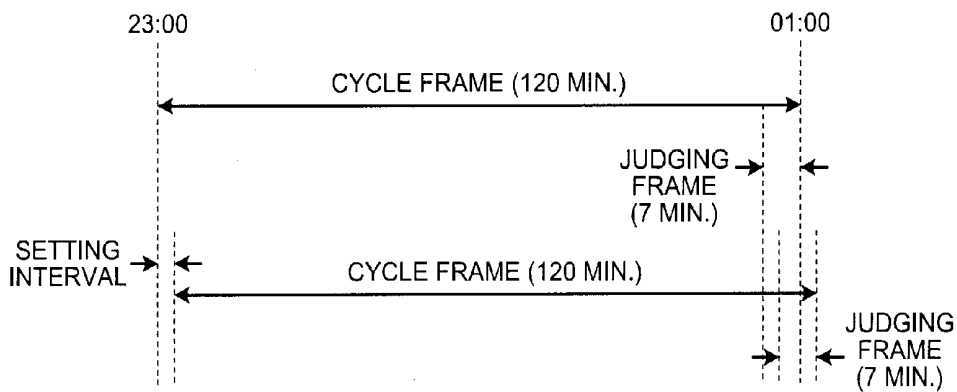 23:00
01:00
CYCLE FRAME (120 MIN.)
JUDGING
FRAME
(7 MIN.)
SETTING
INTERVAL
CYCLE FRAME (120 MIN.)
JUDGING
FRAME
(7 MIN.)